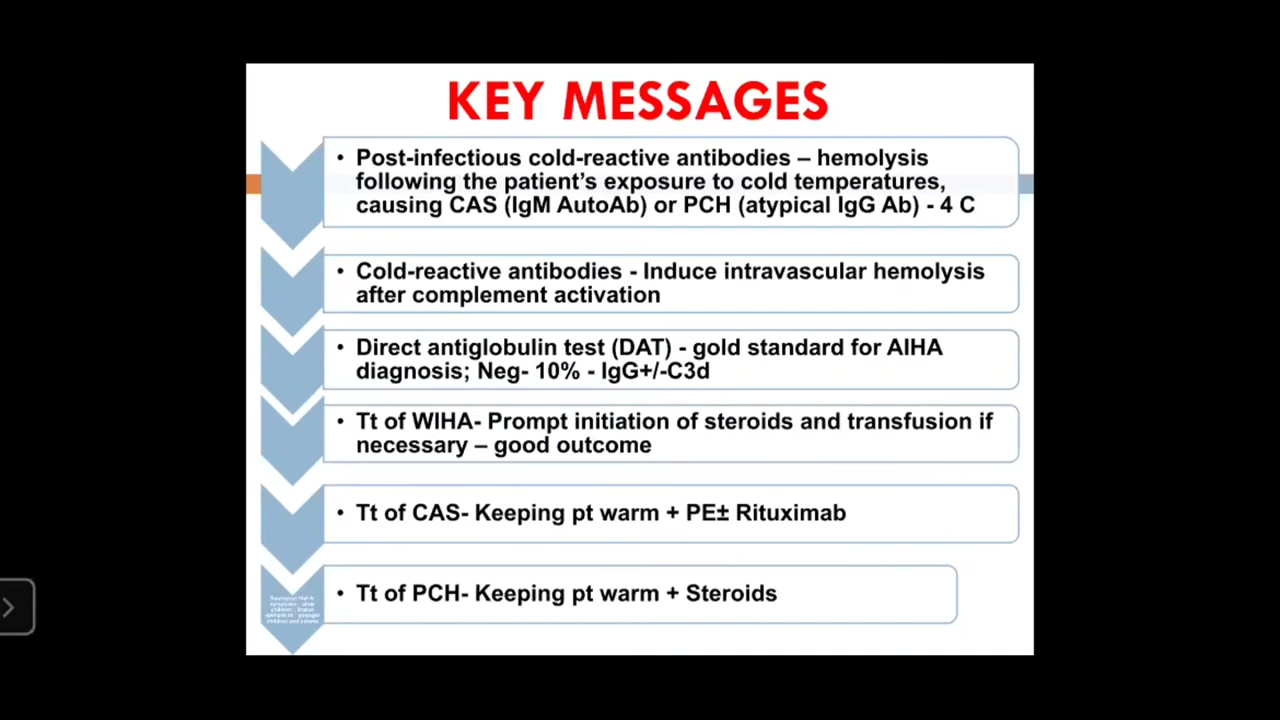 KEY MESSAGES
• Post-infectious cold-reactive antibodies – hemolysis
following the patient's exposure to cold temperatures,
causing CAS (IgM AutoAb) or PCH (atypical IgG Ab) - 4 C
• Cold-reactive antibodies - Induce intravascular hemolysis
after complement activation
• Direct antiglobulin test (DAT) - gold standard for AIHA
diagnosis; Neg- 10% - IgG+/-C3d
• Tt of WIHA- Prompt initiation of steroids and transfusion if
necessary – good outcome
• Tt of CAS- Keeping pt warm + PE± Rituximab
• Tt of PCH- Keeping pt warm + Steroids
children and infants